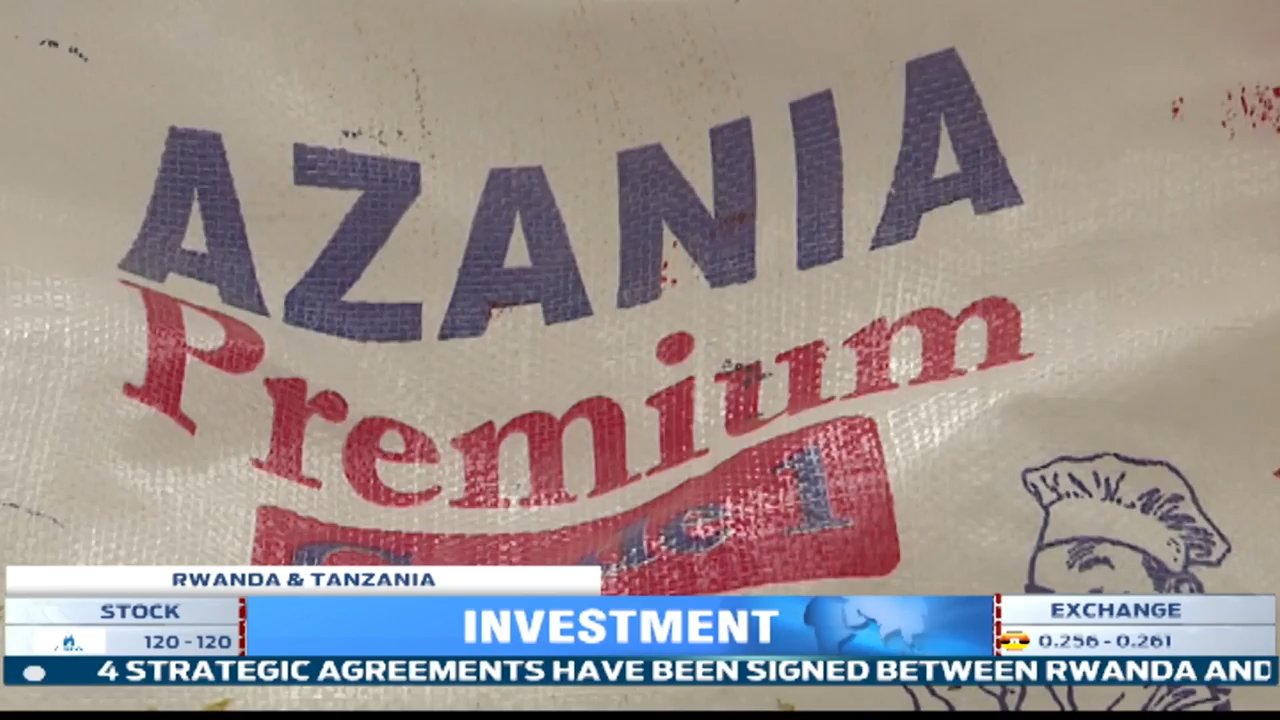 AZANIA
Premium
RWANDA & TANZANIA
STOCK
INVESTMENT
EXCHANGE
120 - 120
0.256 - 0.261
4 STRATEGIC AGREEMENTS HAVE BEEN SIGNED BETWEEN RWANDA AND